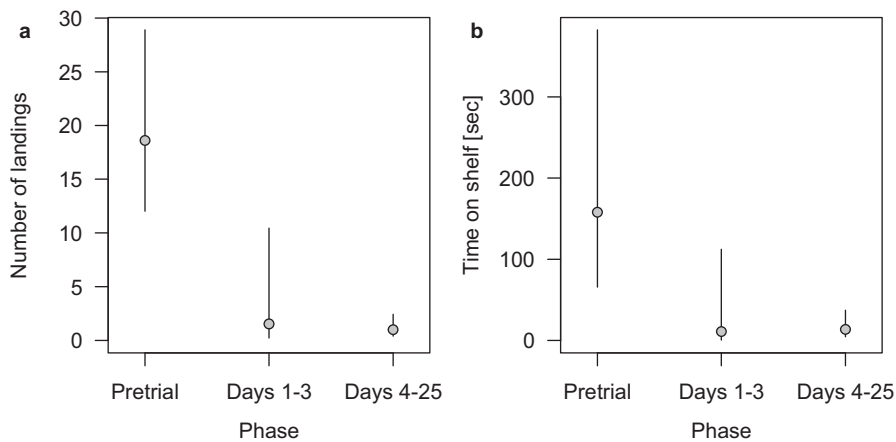 a
30
25
20
15
10
5
0
Number of landings
Pretrial Days 1-3 Days 4-25
Phase
b
300
200
100
0
Time on shelf [sec]
Pretrial Days 1-3 Days 4-25
Phase